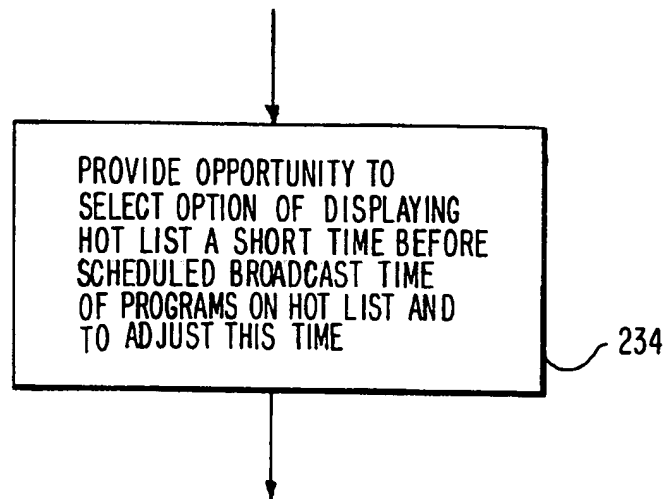 PROVIDE OPPORTUNITY TO
SELECT OPTION OF DISPLAYING
HOT LIST A SHORT TIME BEFORE
SCHEDULED BROADCAST TIME
OF PROGRAMS ON HOT LIST AND
TO ADJUST THIS TIME
234